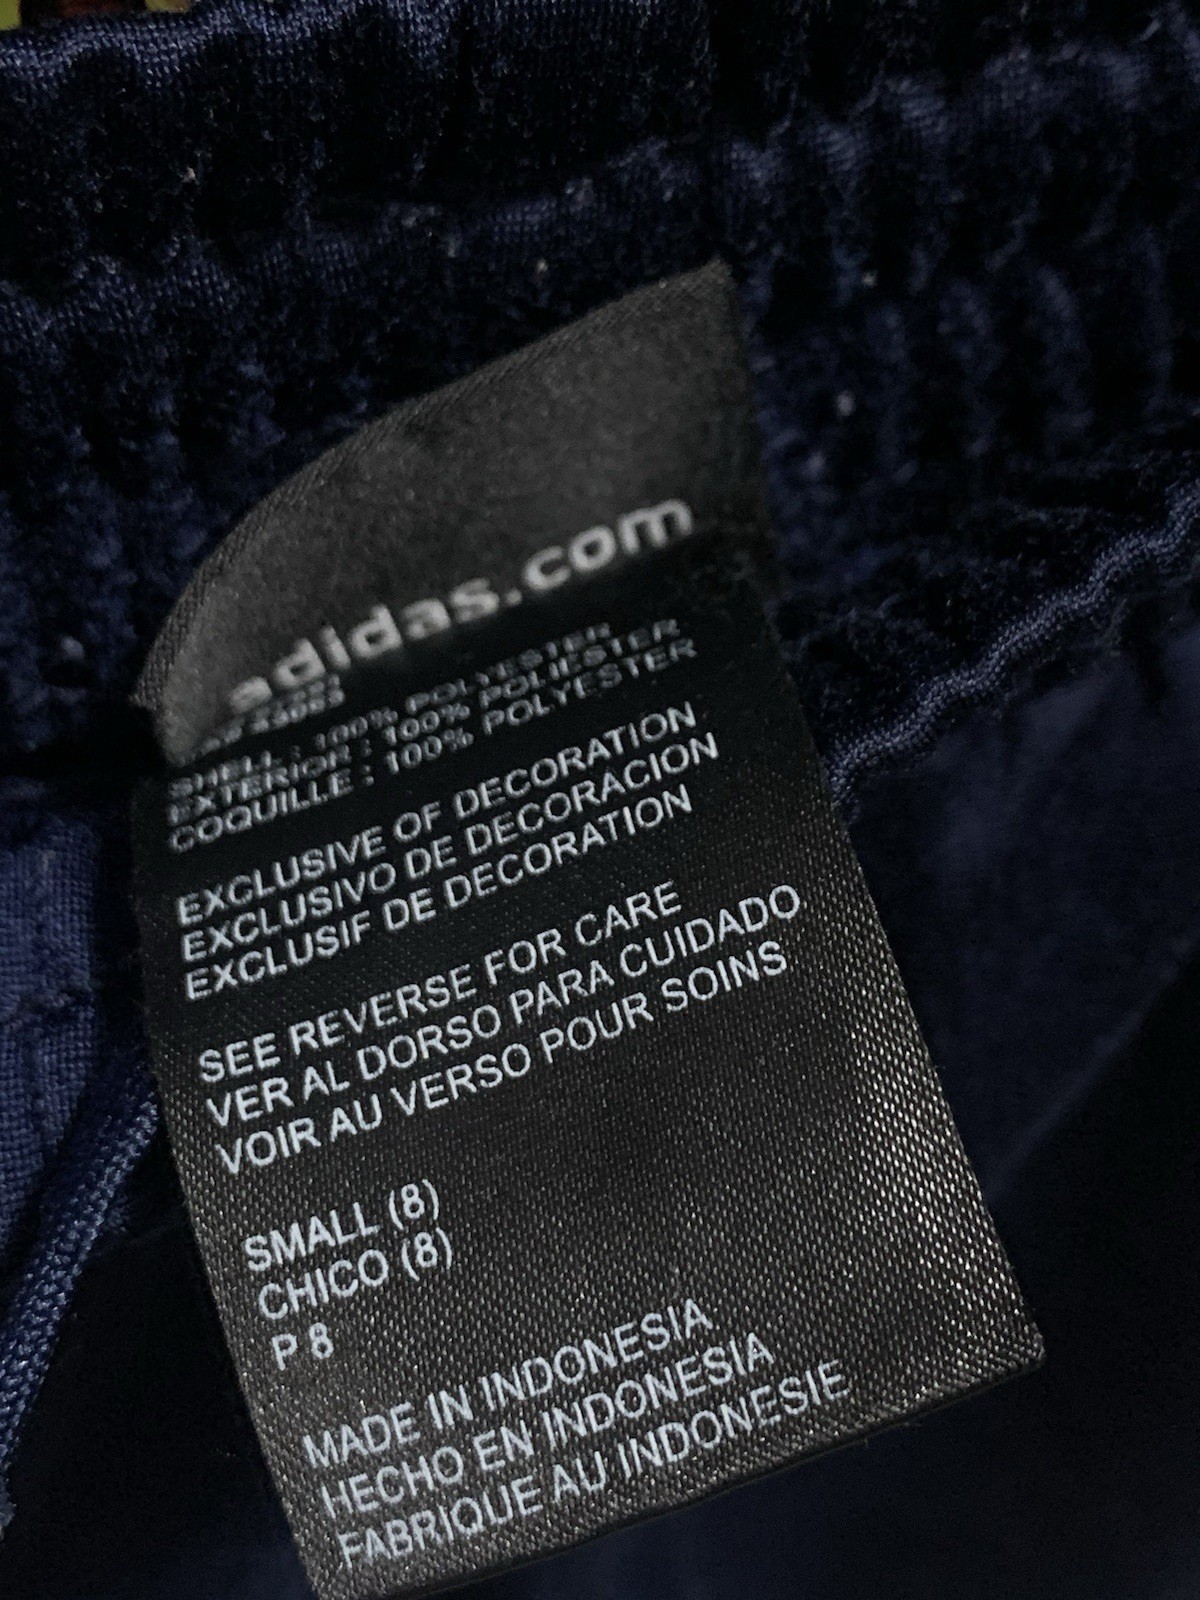 adidas.com
SHELL : 100% POLYESTER
EXTERIOR : 100% POLIESTER
COQUILLE : 100% POLYESTER
EXCLUSIVE OF DECORATION
EXCLUSIVO DE DECORACION
EXCLUSIF DE DECORATION
SEE REVERSE FOR CARE
VER AL DORSO PARA CUIDADO
VOIR AU VERSO POUR SOINS
SMALL (8)
CHICO (8)
P 8
MADE IN INDONESIA
HECHO EN INDONESIA
FABRIQUE AU INDONESIE